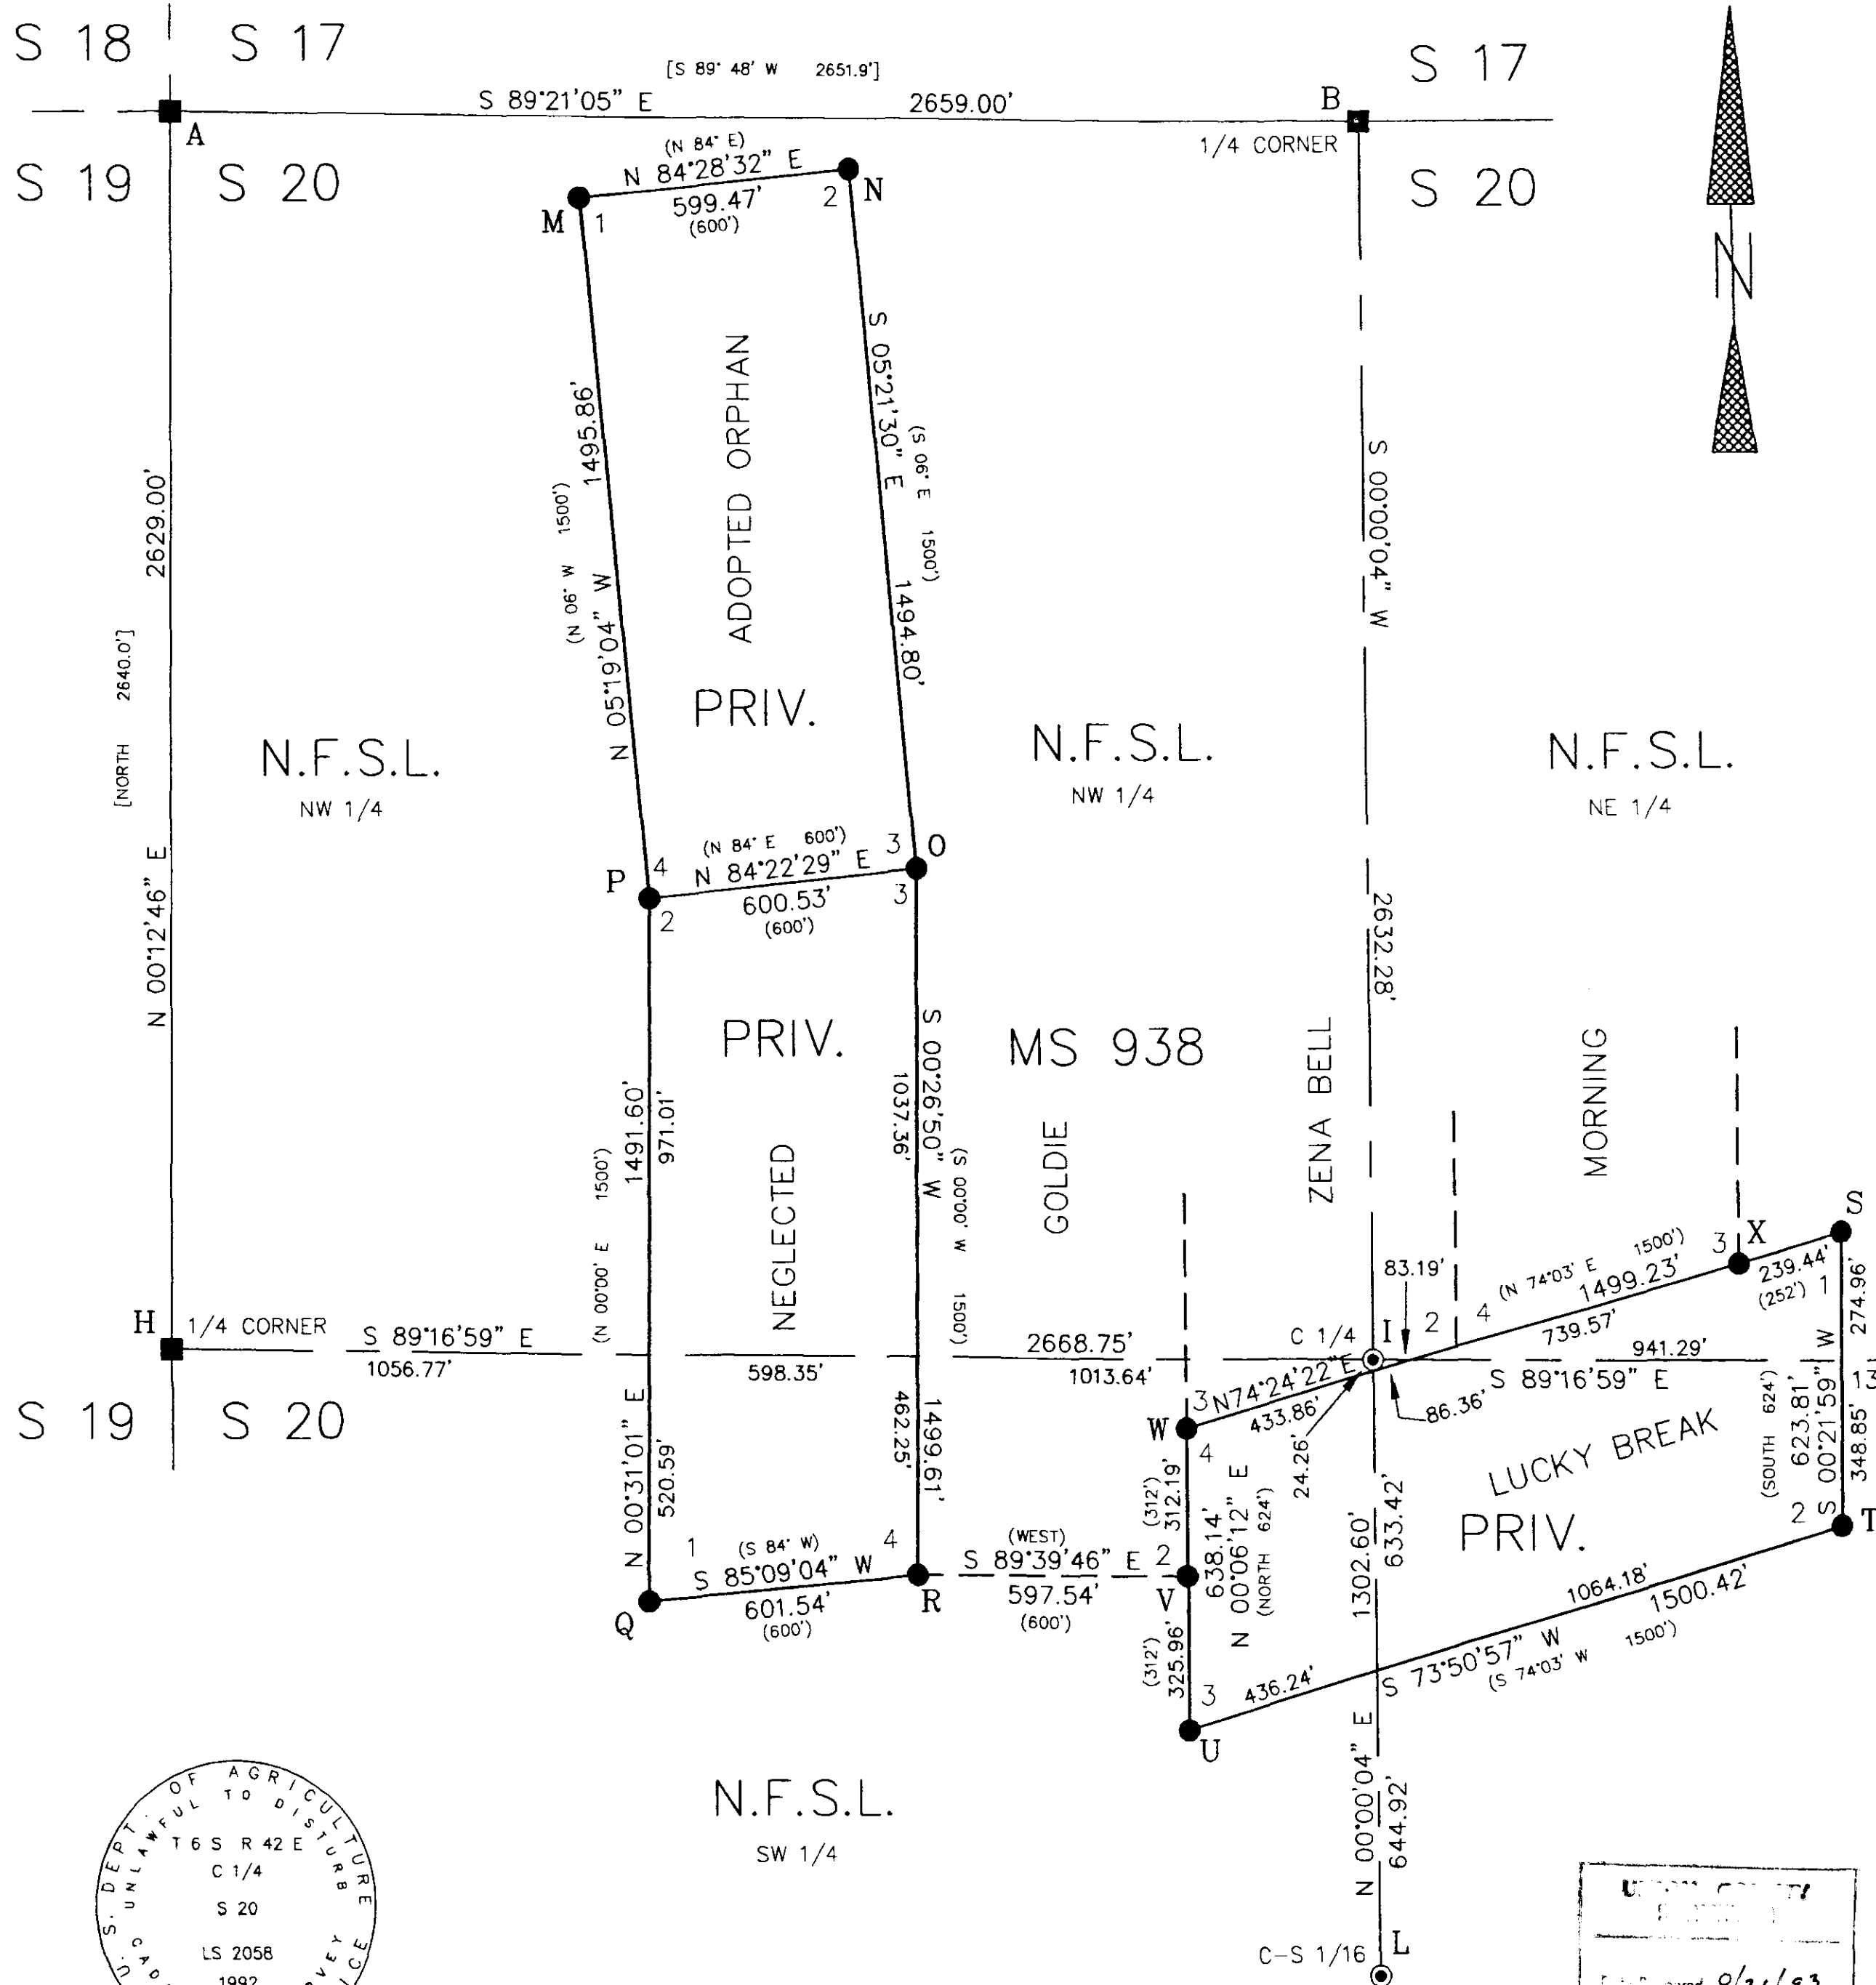 S 18
S 17
[S 89° 48' W 2651.9']
S 17
S 89°21'05" E
2659.00'
B
A
1/4 CORNER
S 19
S 20
S 20
(N 84° E)
N 84°28'32" E
599.47'
(600')
M
1
2
N
N
S 05°21'30" E
(S 06° E 1500')
1494.80'
ADOPTED ORPHAN
1495.86'
(N 06° W 1500')
N 05°19'04" W
2629.00'
[NORTH 2640.0']
N 00°12'46" E
S 00°00'04" W
2632.28'
PRIV.
N.F.S.L.
NW 1/4
N.F.S.L.
NW 1/4
N.F.S.L.
NE 1/4
(N 84° E 600')
N 84°22'29" E
600.53'
(600')
P
4
2
3
O
3
PRIV.
MS 938
S 00°26'50" W
1037.36'
(S 00°00' W 1500')
1491.60'
971.01'
(N 00°00' E 1500')
NEGLECTED
GOLDIE
ZENA BELL
MORNING
S
3
X
(N 74°03' E 1500')
1499.23'
239.44'
(252')
1
274.96'
83.19'
H
1/4 CORNER
S 89°16'59" E
1056.77'
598.35'
2668.75'
1013.64'
C 1/4
I
2
4
739.57'
941.29'
S 89°16'59" E
13
S 19
S 20
3
N74°24'22"E
433.86'
24.26'
86.36'
W
4
LUCKY BREAK
PRIV.
(SOUTH 624')
623.81'
S 00°21'59" W
348.85'
2
T
N 00°31'01" E
520.59'
462.25'
1499.61'
(312')
312.19'
638.14'
N 00°06'12" E
(NORTH 624')
1302.60'
633.42'
1
(S 84° W)
4
S 85°09'04" W
601.54'
(600')
Q
R
(WEST)
S 89°39'46" E
597.54'
(600')
2
V
(312')
325.96'
3
U
436.24'
1064.18'
1500.42'
S 73°50'57" W
(S 74°03' W 1500')
N 00°00'04" E
644.92'
N.F.S.L.
SW 1/4
C-S 1/16
L
U. S. DEPT. OF AGRICULTURE
UNLAWFUL TO DISTURB
T 6 S R 42 E
C 1/4
S 20
LS 2058
1992